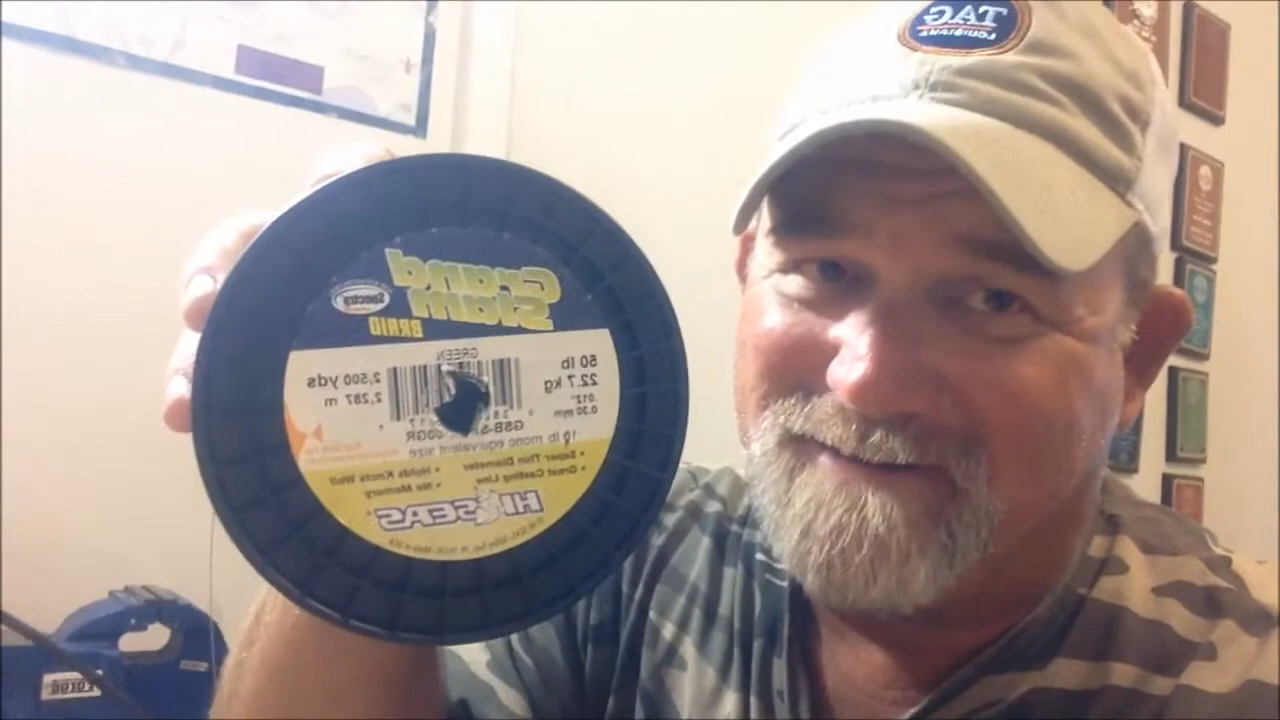 TAG
LOUISIANA
Grand
Slam
BRAID
Spectra
GREEN
50 lb
22.7 kg
.012"
0.30 mm
2,500 yds
2,287 m
10 lb mono equivalent size
• Super Thin Diameter
• Great Casting Line
• Holds Knots Well
• No Memory
HI-SEAS